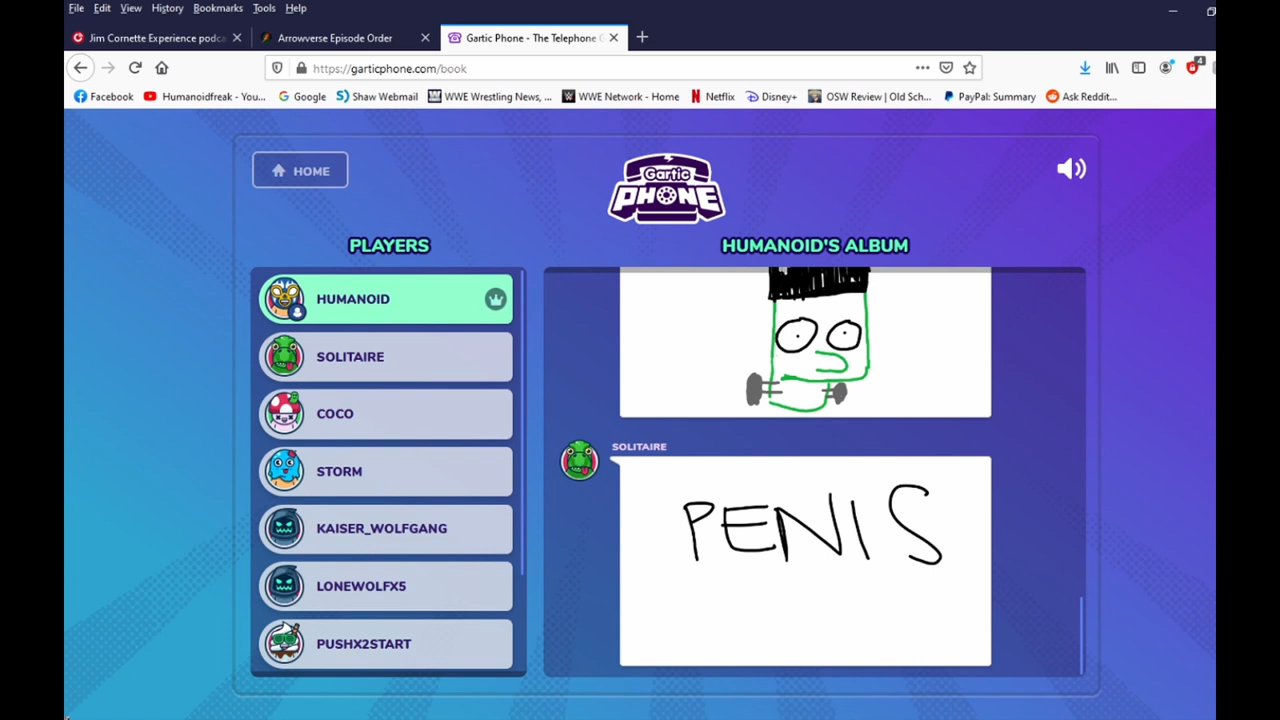 File Edit View History Bookmarks Tools Help
Jim Cornette Experience podca
Arrowverse Episode Order
Gartic Phone - The Telephone G
https://garticphone.com/book
4
Facebook
Humanoidfreak - You...
Google
Shaw Webmail
WWE Wrestling News, ...
WWE Network - Home
Netflix
Disney+
OSW Review | Old Sch...
PayPal: Summary
Ask Reddit...
HOME
Gartic
PHONE
PLAYERS
HUMANOID'S ALBUM
HUMANOID
SOLITAIRE
COCO
STORM
KAISER_WOLFGANG
LONEWOLFX5
PUSHX2START
SOLITAIRE
PENIS